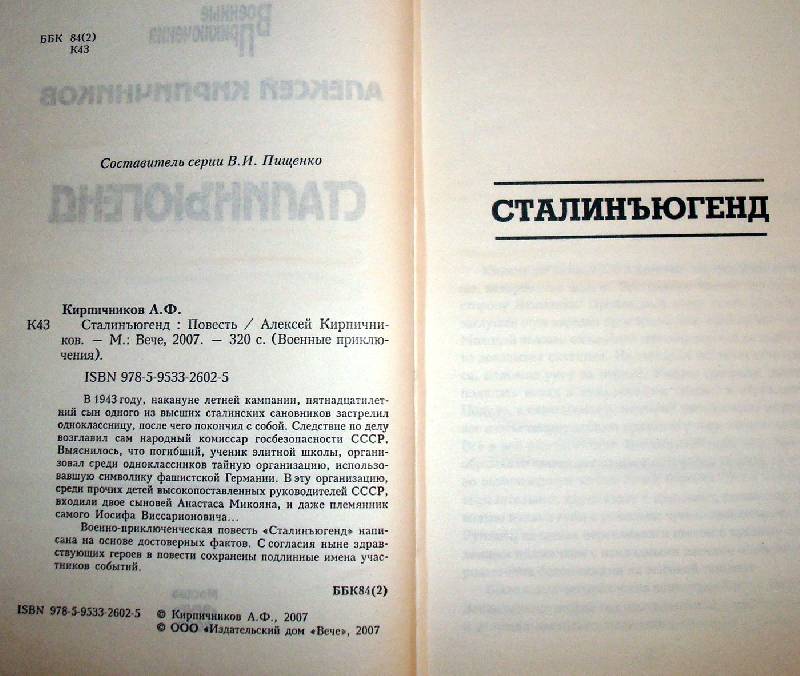 ББК 84(2)
К43
Составитель серии В.И. Пищенко
Кирпичников А.Ф.
К43 Сталинъюгенд : Повесть / Алексей Кирпични-
ков. — М.: Вече, 2007. — 320 с. (Военные приклю-
чения).
ISBN 978-5-9533-2602-5
В 1943 году, накануне летней кампании, пятнадцатилет-
ний сын одного из высших сталинских сановников застрелил
одноклассницу, после чего покончил с собой. Следствие по делу
возглавил сам народный комиссар госбезопасности СССР.
Выяснилось, что погибший, ученик элитной школы, органи-
зовал среди одноклассников тайную организацию, использо-
вавшую символику фашистской Германии. В эту организацию,
среди прочих детей высокопоставленных руководителей СССР,
входили двое сыновей Анастаса Микояна, и даже племянник
самого Иосифа Виссарионовича...
Военно-приключенческая повесть «Сталинъюгенд» напи-
сана на основе достоверных фактов. С согласия ныне здрав-
ствующих героев в повести сохранены подлинные имена учас-
тников событий.
ББК84(2)
ISBN 978-5-9533-2602-5
© Кирпичников А.Ф., 2007
© ООО «Издательский дом «Вече», 2007
СТАЛИНЪЮГЕНД